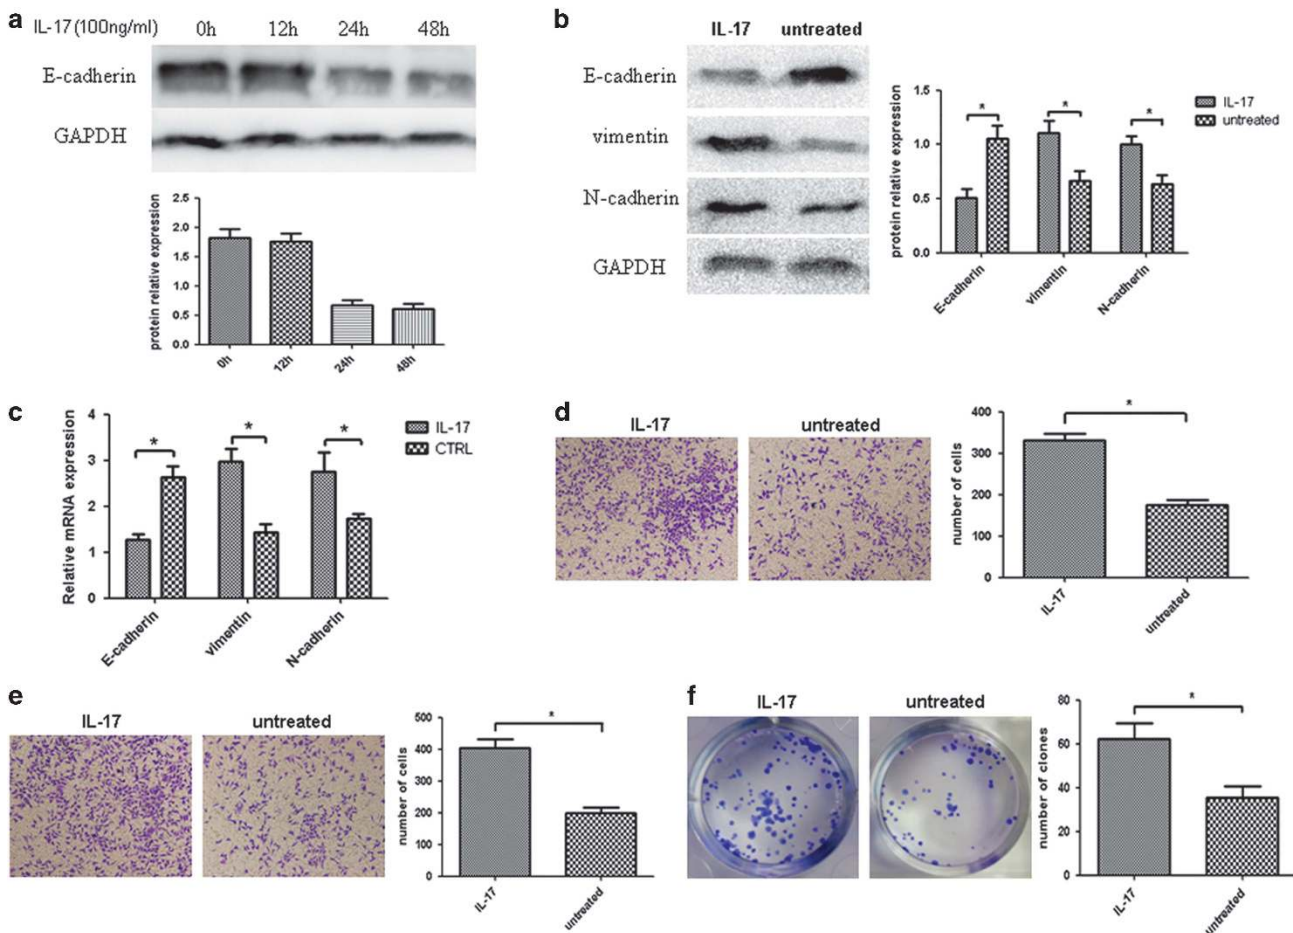 a
IL-17 (100ng/ml) 0h 12h 24h 48h
E-cadherin
GAPDH
protein relative expression
2.5
2.0
1.5
1.0
0.5
0.0
0h 12h 24h 48h
b
IL-17 untreated
E-cadherin
vimentin
N-cadherin
GAPDH
protein relative expression
1.5
1.0
0.5
0.0
* * *
E-cadherin vimentin N-cadherin
IL-17
untreated
c
Relative mRNA expression
4
3
2
1
0
* * *
E-cadherin vimentin N-cadherin
IL-17
CTRL
d
IL-17 untreated
number of cells
400
300
200
100
0
*
IL-17 untreated
e
IL-17 untreated
number of cells
500
400
300
200
100
0
*
IL-17 untreated
f
IL-17 untreated
number of clones
80
60
40
20
0
*
IL-17 untreated